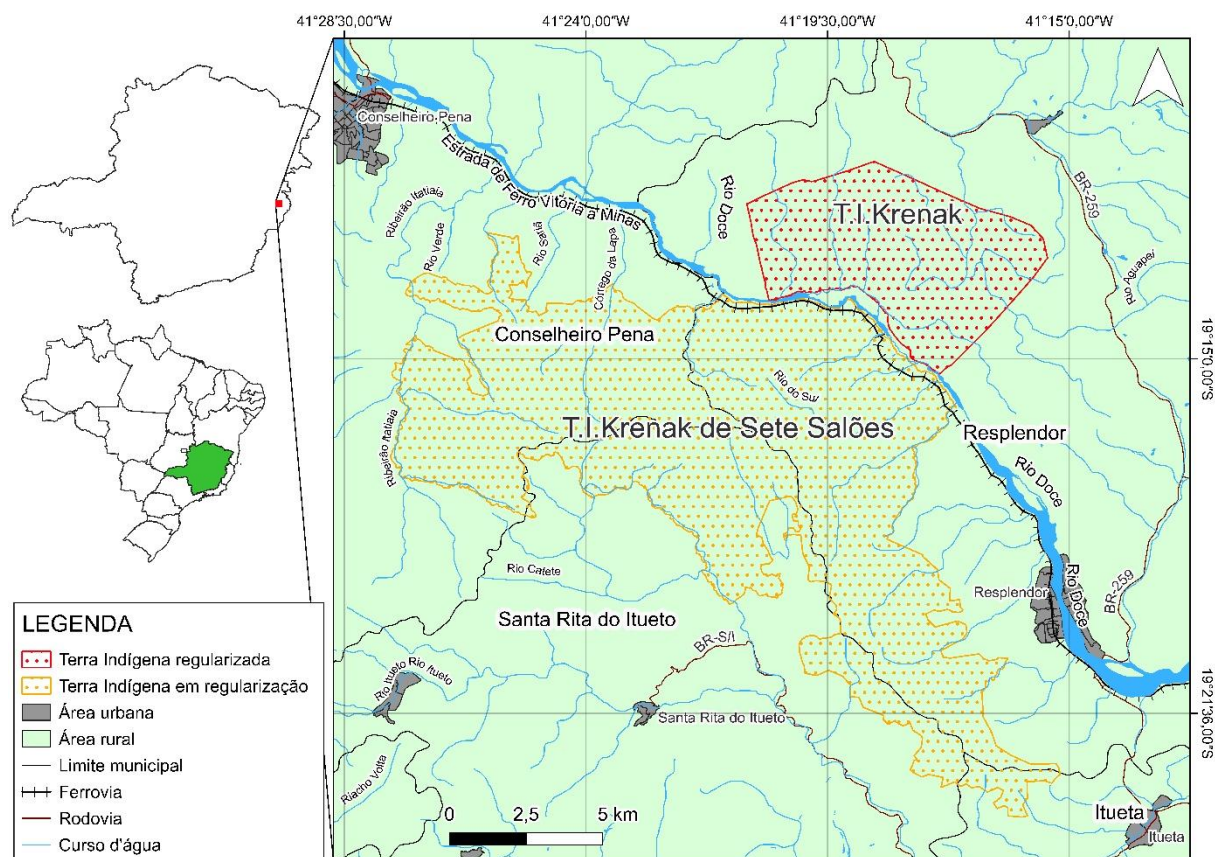 41°28'30,00"W
41°24'0,00"W
41°19'30,00"W
41°15'0,00"W
Conselheiro Pena
Estrada de Ferro Vitória a Minas
Ribeirão Itatiaia
Rio Verde
Córrego da Lapa
Rio Doce
T.I.Krenak
BR-259
Conselheiro Pena
19°15'0,00"S
Rio do Sul
T.I.Krenak de Sete Salões
Resplendor
Ribeirão Itatiaia
Rio Doce
Rio Cafete
Resplendor
Rio Doce
BR-259
Santa Rita do Itueto
BR-S/I
Rio Itueto
Rio Itueto
Santa Rita do Itueto
19°21'36,00"S
Riacho Volta
0 2,5 5 km
Itueta
Itueta
LEGENDA
Terra Indígena regularizada
Terra Indígena em regularização
Área urbana
Área rural
Limite municipal
Ferrovia
Rodovia
Curso d'água